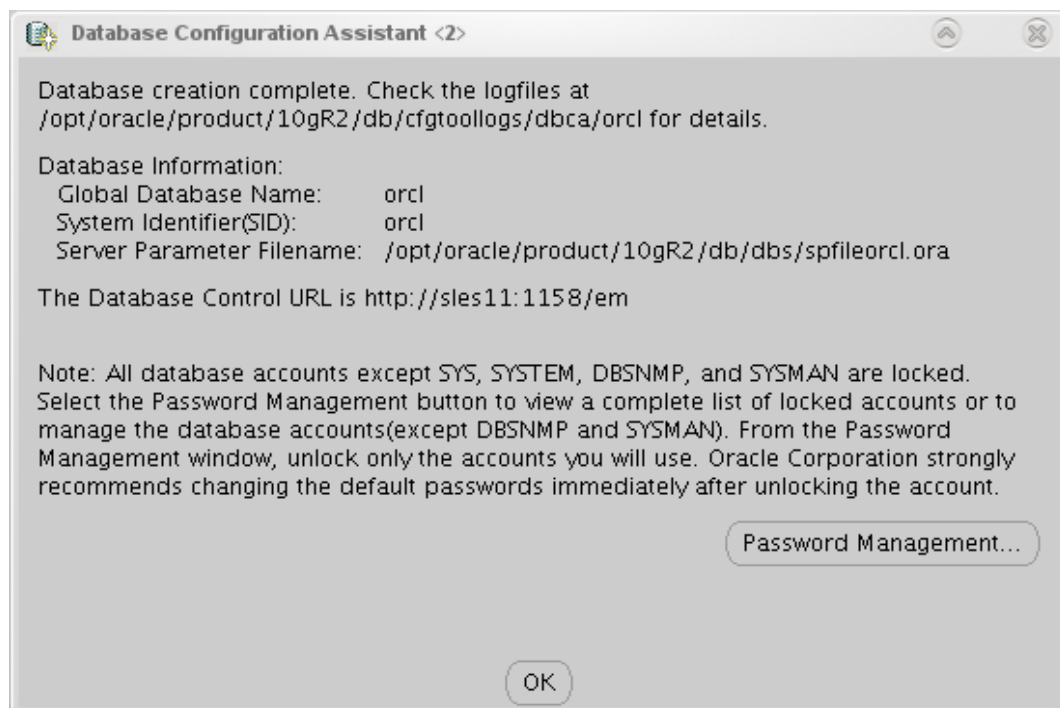 Database Configuration Assistant <2>
Database creation complete. Check the logfiles at
/opt/oracle/product/10gR2/db/cfgtoollogs/dbca/orcl for details.
Database Information:
Global Database Name: orcl
System Identifier(SID): orcl
Server Parameter Filename: /opt/oracle/product/10gR2/db/dbs/spfileorcl.ora
The Database Control URL is http://sles11:1158/em
Note: All database accounts except SYS, SYSTEM, DBSNMP, and SYSMAN are locked.
Select the Password Management button to view a complete list of locked accounts or to
manage the database accounts(except DBSNMP and SYSMAN). From the Password
Management window, unlock only the accounts you will use. Oracle Corporation strongly
recommends changing the default passwords immediately after unlocking the account.
Password Management...
OK